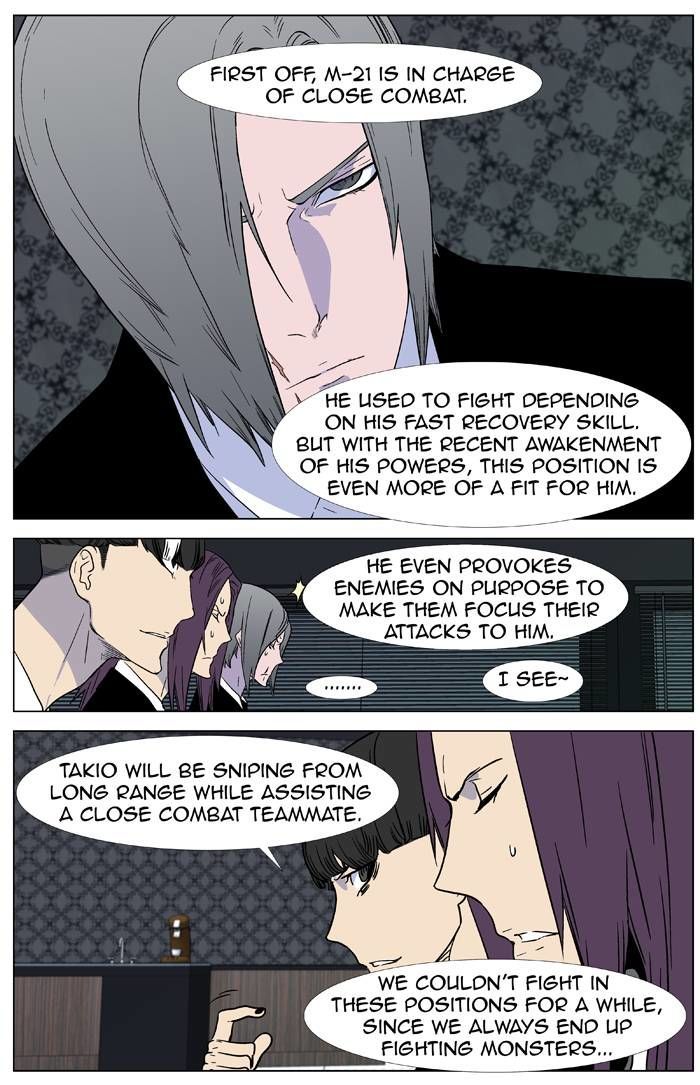 FIRST OFF, M-21 IS IN CHARGE
OF CLOSE COMBAT.
HE USED TO FIGHT DEPENDING
ON HIS FAST RECOVERY SKILL.
BUT WITH THE RECENT AWAKENMENT
OF HIS POWERS, THIS POSITION IS
EVEN MORE OF A FIT FOR HIM.
HE EVEN PROVOKES
ENEMIES ON PURPOSE TO
MAKE THEM FOCUS THEIR
ATTACKS TO HIM.
.......
I SEE~
TAKIO WILL BE SNIPING FROM
LONG RANGE WHILE ASSISTING
A CLOSE COMBAT TEAMMATE.
WE COULDN'T FIGHT IN
THESE POSITIONS FOR A WHILE,
SINCE WE ALWAYS END UP
FIGHTING MONSTERS...